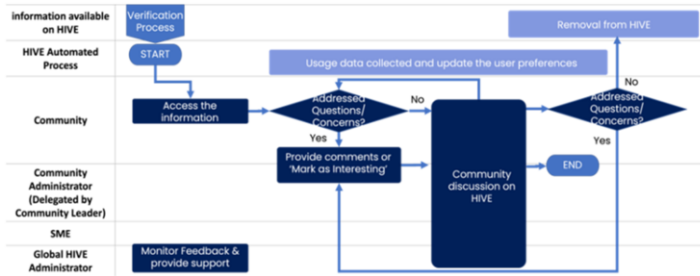 information available
on HIVE
Verification
Process
Removal from HIVE
HIVE Automated
Process
START
Usage data collected and update the user preferences
No
Community
Access the
information
Addressed
Questions/
Concerns?
No
Addressed
Questions/
Concerns?
Yes
Yes
Provide comments or
'Mark as Interesting'
Community
discussion on
HIVE
END
Community
Administrator
(Delegated by
Community Leader)
SME
Global HIVE
Administrator
Monitor Feedback &
provide support